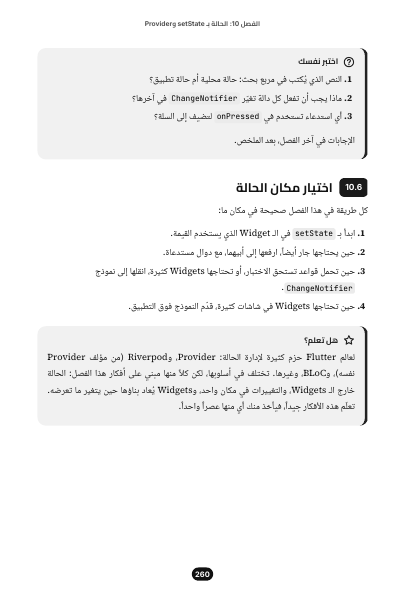 الفصل 10: الحالة بـ setState وProvider
اختبر نفسك
1. النص الذي يُكتب في مربع بحث: حالة محلية أم حالة تطبيق؟
2. ماذا يجب أن تفعل كل دالة تغيّر ChangeNotifier في آخرها؟
3. أي استدعاء تستخدم في onPressed لتضيف إلى السلة؟
الإجابات في آخر الفصل، بعد الملخص.
10.6 اختيار مكان الحالة
كل طريقة في هذا الفصل صحيحة في مكان ما:
1. ابدأ بـ setState في الـ Widget الذي يستخدم القيمة.
2. حين يحتاجها جار أيضاً، ارفعها إلى أبيهما، مع دوال مستدعاة.
3. حين تحمل قواعد تستحق الاختبار، أو تحتاجها Widgets كثيرة، انقلها إلى نموذج
ChangeNotifier.
4. حين تحتاجها Widgets في شاشات كثيرة، قدّم النموذج فوق التطبيق.
هل تعلم؟
لعالم Flutter حزم كثيرة لإدارة الحالة: Provider، وRiverpod (من مؤلف Provider
نفسه)، وBLoC، وغيرها. تختلف في أسلوبها، لكن كلاً منها مبني على أفكار هذا الفصل: الحالة
خارج الـ Widgets، والتغييرات في مكان واحد، وWidgets يُعاد بناؤها حين يتغير ما تعرضه.
تعلّم هذه الأفكار جيداً، فيأخذ منك أي منها عصراً واحداً.
260